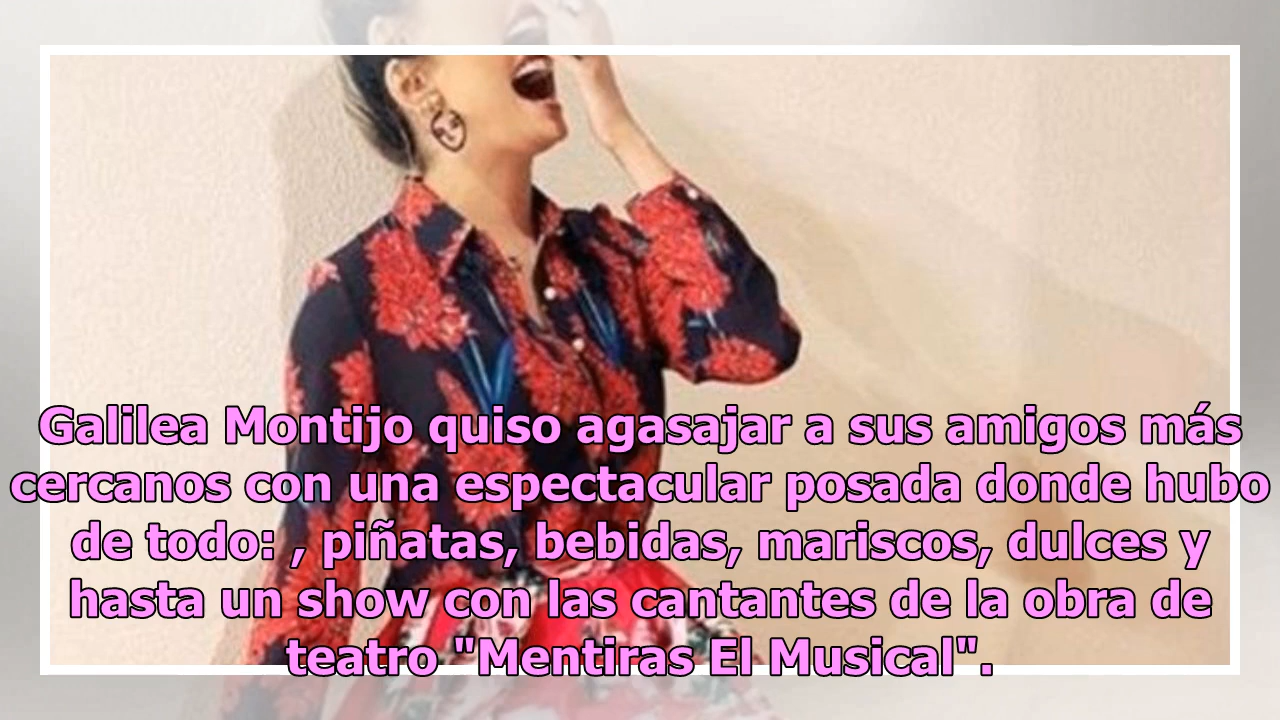 Galilea Montijo quiso agasajar a sus amigos más
cercanos con una espectacular posada donde hubo
de todo: , piñatas, bebidas, mariscos, dulces y
hasta un show con las cantantes de la obra de
teatro "Mentiras El Musical".